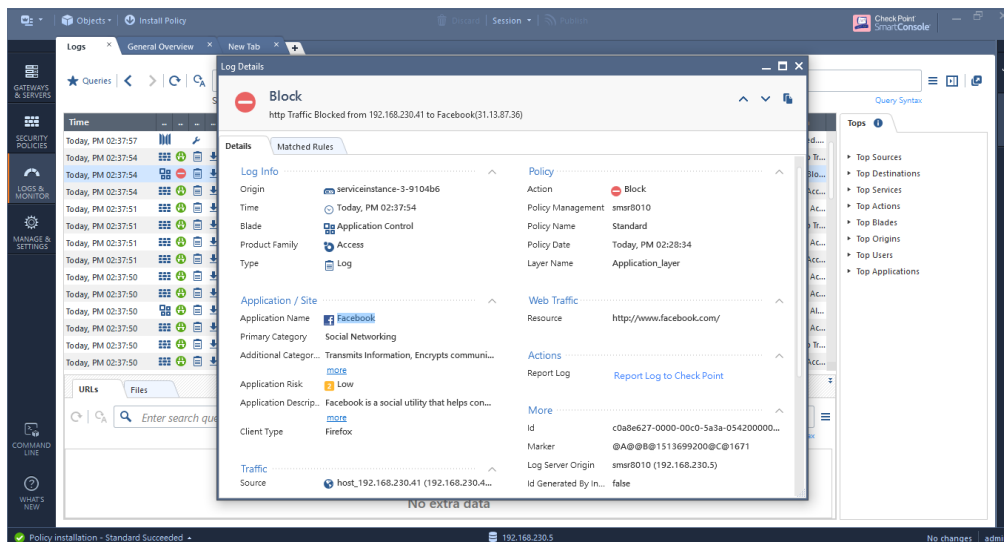 Objects
Install Policy
Discard
Session
Publish
Check Point
SmartConsole
Logs
General Overview
New Tab
GATEWAYS
& SERVERS
SECURITY
POLICIES
LOGS &
MONITOR
MANAGE &
SETTINGS
COMMAND
LINE
WHAT'S
NEW
Queries
Query Syntax
Time
Today, PM 02:37:57
Today, PM 02:37:54
Today, PM 02:37:54
Today, PM 02:37:54
Today, PM 02:37:51
Today, PM 02:37:51
Today, PM 02:37:51
Today, PM 02:37:51
Today, PM 02:37:50
Today, PM 02:37:50
Today, PM 02:37:50
Today, PM 02:37:50
Today, PM 02:37:50
Today, PM 02:37:50
URLs
Files
Enter search que
No extra data
Log Details
Block
http Traffic Blocked from 192.168.230.41 to Facebook(31.13.87.36)
Details
Matched Rules
Log Info
Origin serviceinstance-3-9104b6
Time Today, PM 02:37:54
Blade Application Control
Product Family Access
Type Log
Application / Site
Application Name Facebook
Primary Category Social Networking
Additional Categor... Transmits Information, Encrypts communi...
more
Application Risk 2 Low
Application Descrip... Facebook is a social utility that helps con...
more
Client Type Firefox
Traffic
Source host_192.168.230.41 (192.168.230.4...
Policy
Action Block
Policy Management smsr8010
Policy Name Standard
Policy Date Today, PM 02:28:34
Layer Name Application_layer
Web Traffic
Resource http://www.facebook.com/
Actions
Report Log Report Log to Check Point
More
Id c0a8e627-0000-00c0-5a3a-054200000...
Marker @A@@B@1513699200@C@1671
Log Server Origin smsr8010 (192.168.230.5)
Id Generated By In... false
Tops
Top Sources
Top Destinations
Top Services
Top Actions
Top Blades
Top Origins
Top Users
Top Applications
Policy installation - Standard Succeeded
192.168.230.5
No changes
admi